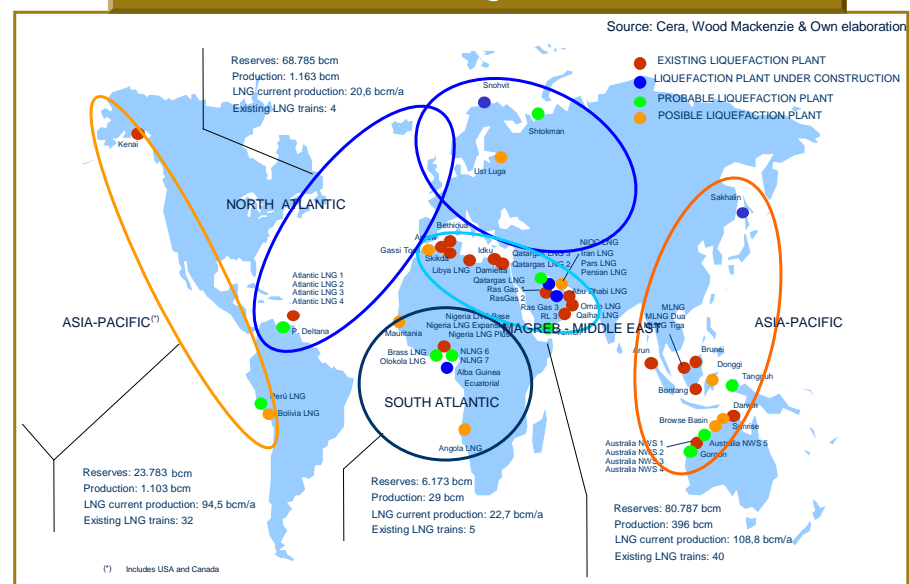 Source: Cera, Wood Mackenzie & Own elaboration
EXISTING LIQUEFACTION PLANT
LIQUEFACTION PLANT UNDER CONSTRUCTION
PROBABLE LIQUEFACTION PLANT
POSIBLE LIQUEFACTION PLANT
Reserves: 68.785 bcm
Production: 1.163 bcm
LNG current production: 20,6 bcm/a
Existing LNG trains: 4
Snohvit
Shtokman
Ust Luga
Kenai
Sakhalin
NORTH ATLANTIC
Bethidua
Gassi
Skikda
Libya LNG
Idku
Damietta
NIOC LNG
Iran LNG
Pars LNG
Persian LNG
Qatargas LNG 3
Qatargas LNG 2
Qatargas LNG
Ras Gas 1
RasGas 2
Ras Gas 3
RL 3
Abu Dhabi LNG
Oman LNG
Qalhat LNG
Atlantic LNG 1
Atlantic LNG 2
Atlantic LNG 3
Atlantic LNG 4
P. Deltana
ASIA-PACIFIC(*)
MAGREB - MIDDLE EAST
ASIA-PACIFIC
Mauritania
Nigeria LNG Base
Nigeria LNG Expansion
Nigeria LNG Plus
Brass LNG
Olokola LNG
NLNG 6
NLNG 7
Alba Guinea
Ecuatorial
SOUTH ATLANTIC
Angola LNG
MLNG
MLNG Dua
MLNG Tiga
Arun
Brunei
Donggi
Tangguh
Bontang
Darwin
Browse Basin
Sunrise
Australia NWS 1
Australia NWS 2
Australia NWS 3
Australia NWS 4
Australia NWS 5
Gorgon
Perú LNG
Bolivia LNG
Reserves: 23.783 bcm
Production: 1.103 bcm
LNG current production: 94,5 bcm/a
Existing LNG trains: 32
Reserves: 6.173 bcm
Production: 29 bcm
LNG current production: 22,7 bcm/a
Existing LNG trains: 5
Reserves: 80.787 bcm
Production: 396 bcm
LNG current production: 108,8 bcm/a
Existing LNG trains: 40
(*) Includes USA and Canada